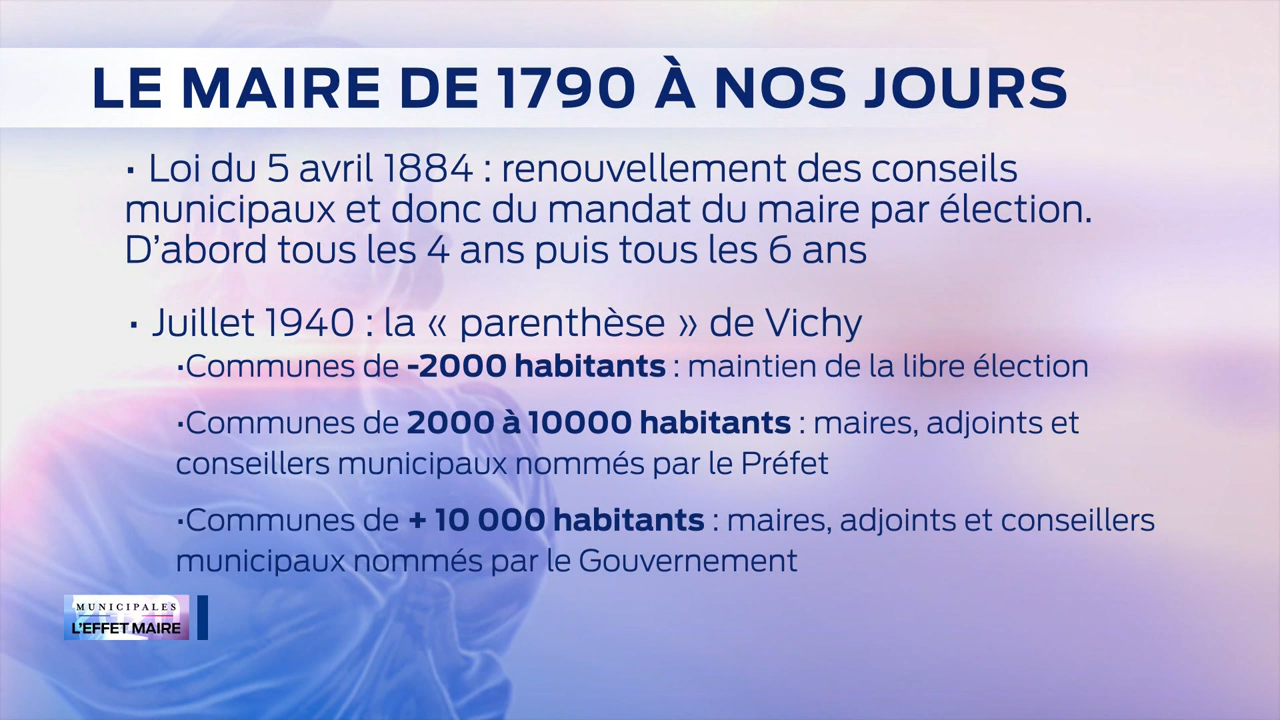 LE MAIRE DE 1790 À NOS JOURS
· Loi du 5 avril 1884 : renouvellement des conseils
municipaux et donc du mandat du maire par élection.
D'abord tous les 4 ans puis tous les 6 ans
· Juillet 1940 : la « parenthèse » de Vichy
·Communes de -2000 habitants : maintien de la libre élection
·Communes de 2000 à 10000 habitants : maires, adjoints et
conseillers municipaux nommés par le Préfet
·Communes de + 10 000 habitants : maires, adjoints et conseillers
municipaux nommés par le Gouvernement
MUNICIPALES
L'EFFET MAIRE